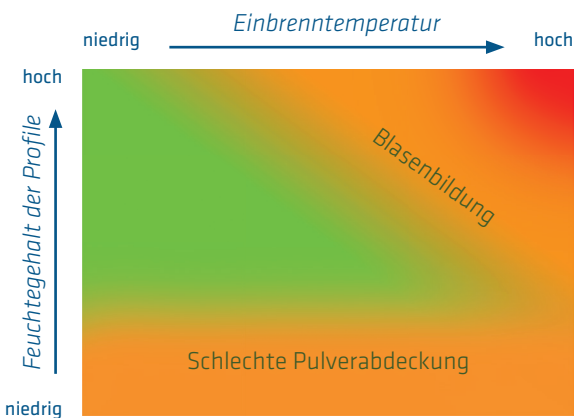 Einbrenntemperatur
niedrig
hoch
hoch
Feuchtegehalt der Profile
Blasenbildung
Schlechte Pulverabdeckung
niedrig